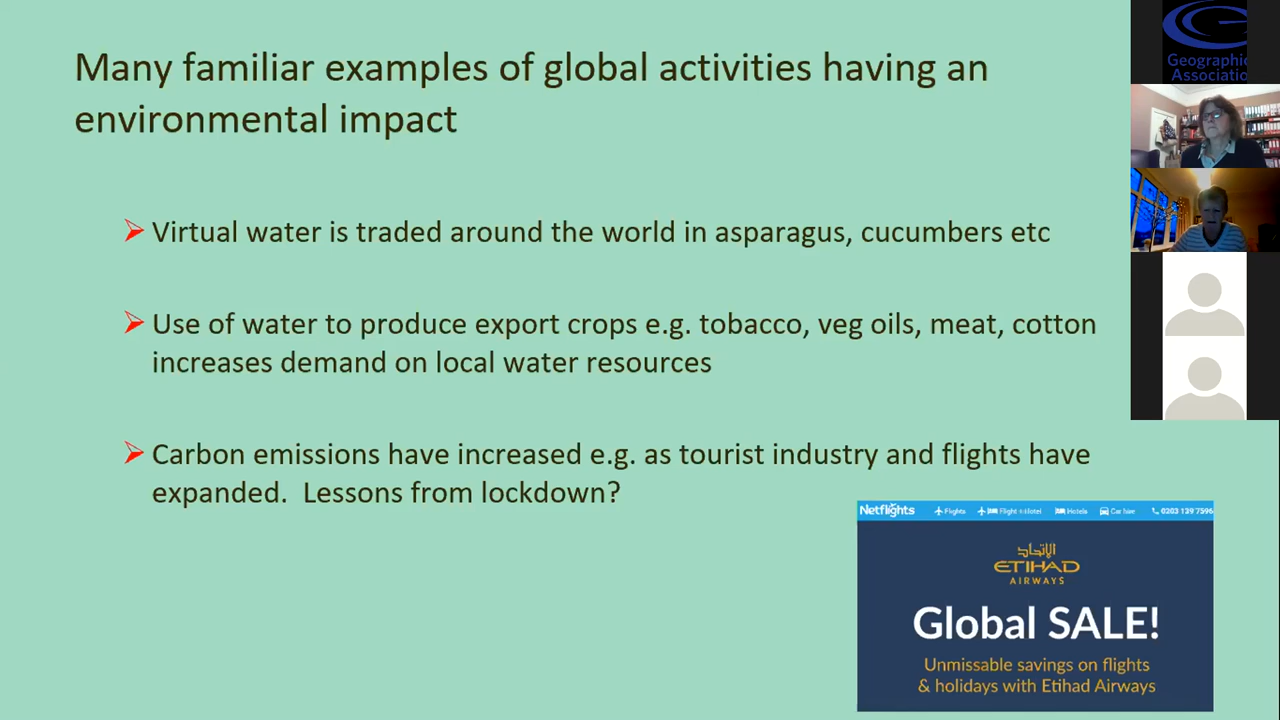 Many familiar examples of global activities having an
environmental impact
Virtual water is traded around the world in asparagus, cucumbers etc
Use of water to produce export crops e.g. tobacco, veg oils, meat, cotton
increases demand on local water resources
Carbon emissions have increased e.g. as tourist industry and flights have
expanded.  Lessons from lockdown?
Geographic
Associatio
Netflights Flights Flight + Hotel Hotels Car hire 0203 129 7596
الإتحاد
ETIHAD
AIRWAYS
Global SALE!
Unmissable savings on flights
& holidays with Etihad Airways